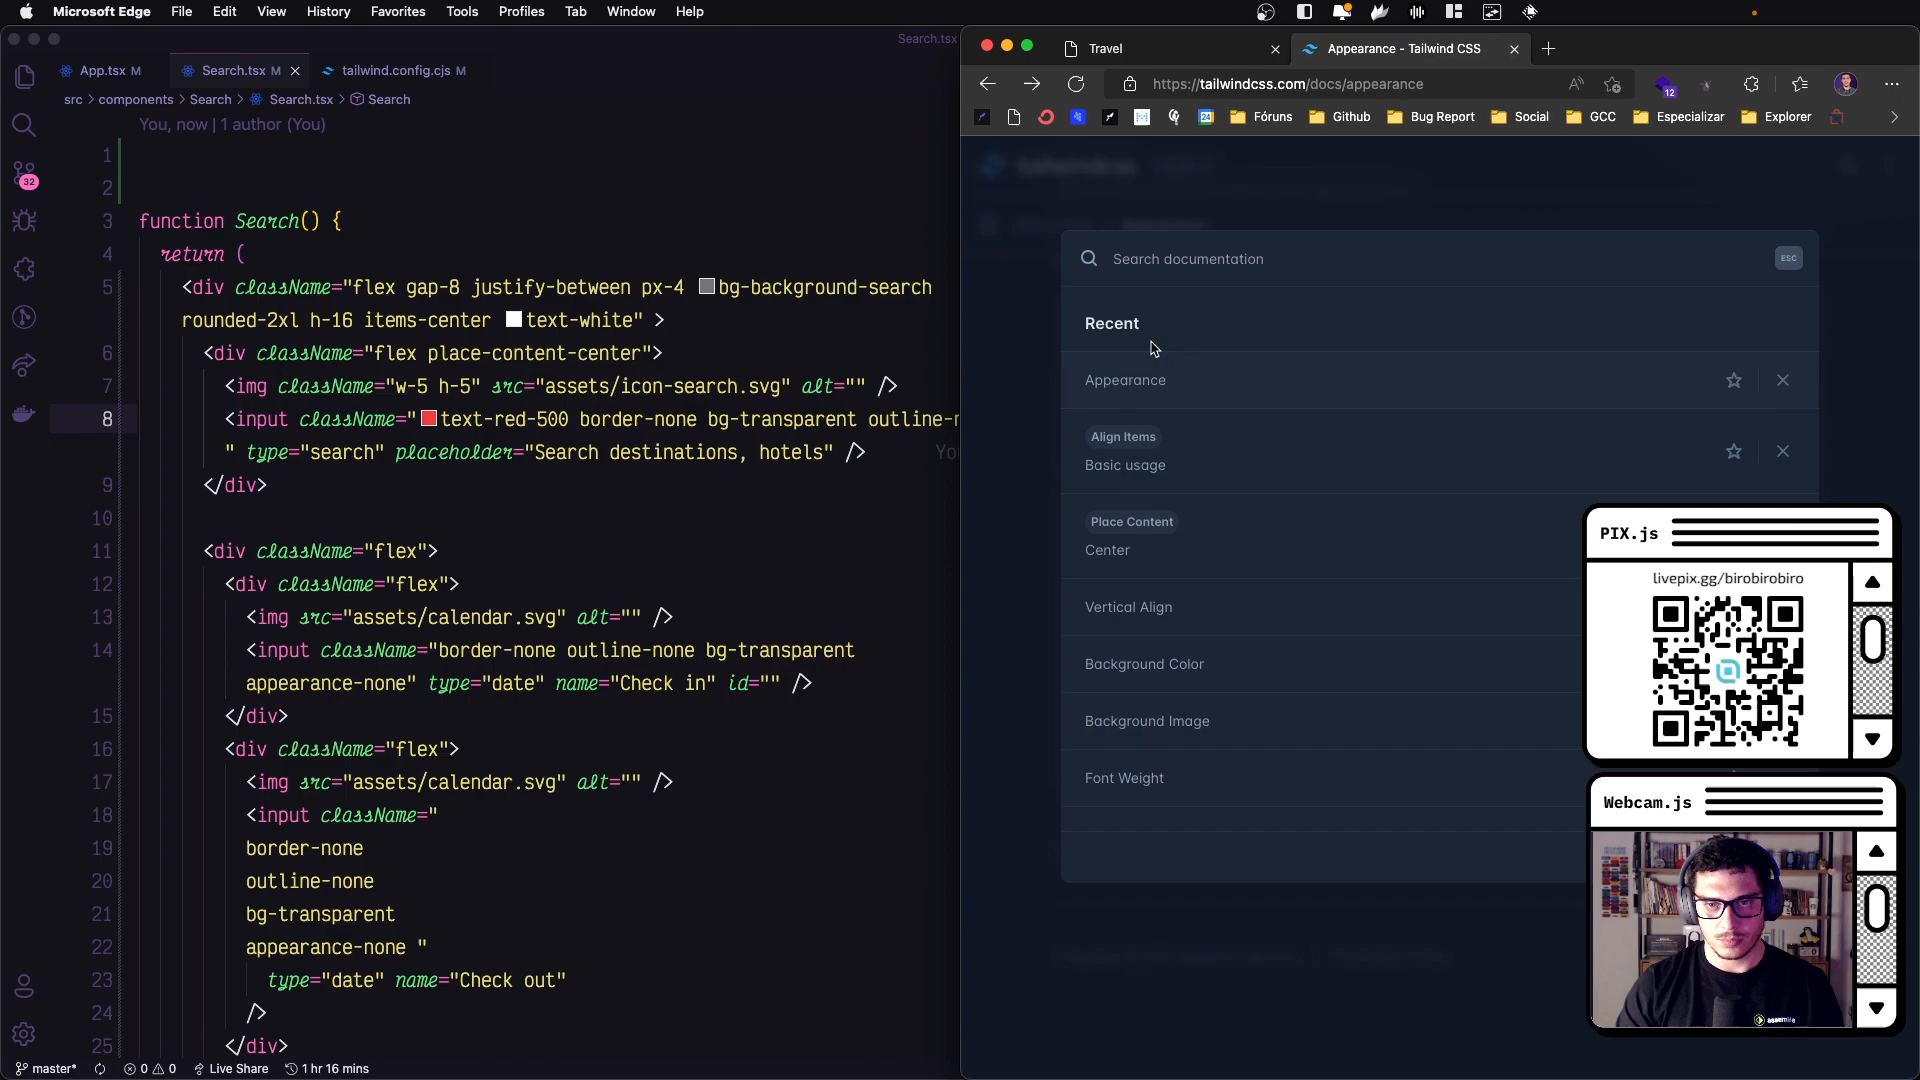 Microsoft Edge File Edit View History Favorites Tools Profiles Tab Window Help
Search.tsx
App.tsx M
Search.tsx M
tailwind.config.cjs M
src > components > Search > Search.tsx > Search
You, now | 1 author (You)
32
1
2
3 function Search() {
4 return (
5 <div className="flex gap-8 justify-between px-4 bg-background-search
rounded-2xl h-16 items-center text-white" >
6 <div className="flex place-content-center">
7 <img className="w-5 h-5" src="assets/icon-search.svg" alt="" />
8 <input className=" text-red-500 border-none bg-transparent outline-n
" type="search" placeholder="Search destinations, hotels" /> Yo
9 </div>
10
11 <div className="flex">
12 <div className="flex">
13 <img src="assets/calendar.svg" alt="" />
14 <input className="border-none outline-none bg-transparent
appearance-none" type="date" name="Check in" id="" />
15 </div>
16 <div className="flex">
17 <img src="assets/calendar.svg" alt="" />
18 <input className="
19 border-none
20 outline-none
21 bg-transparent
22 appearance-none "
23 type="date" name="Check out"
24 />
25 </div>
master* 0 0 Live Share 1 hr 16 mins
Travel
Appearance - Tailwind CSS
https://tailwindcss.com/docs/appearance
12
24
Fóruns Github Bug Report Social GCC Especializar Explorer
tailwindcss
Search documentation
ESC
Recent
Appearance
Align Items
Basic usage
Place Content
Center
Vertical Align
Background Color
Background Image
Font Weight
PIX.js
livepix.gg/birobirobiro
Webcam.js